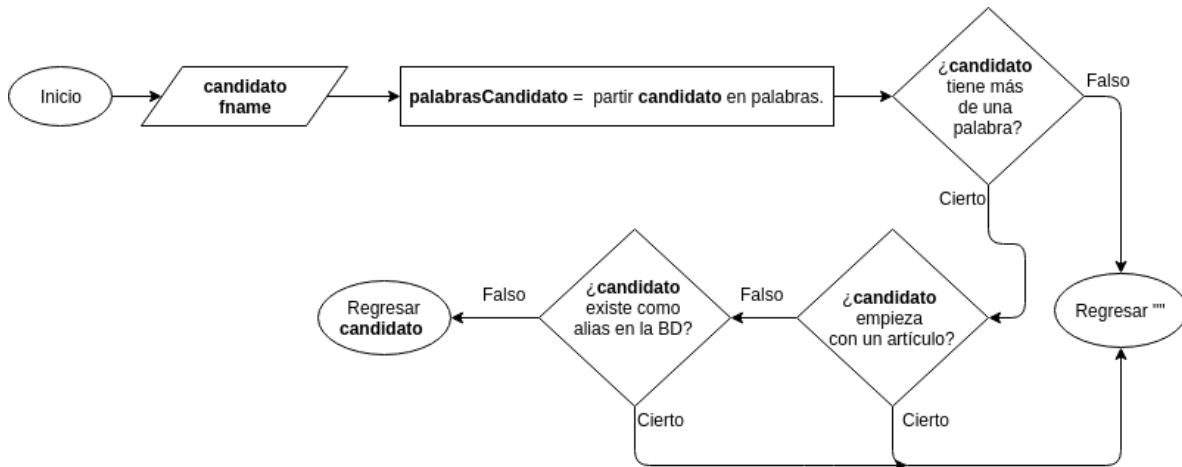 Inicio
candidato
fname
palabrasCandidato = partir candidato en palabras.
¿candidato
tiene más
de una
palabra?
Falso
Cierto
¿candidato
empieza
con un artículo?
Falso
Cierto
¿candidato
existe como
alias en la BD?
Falso
Cierto
Regresar
candidato
Regresar ""